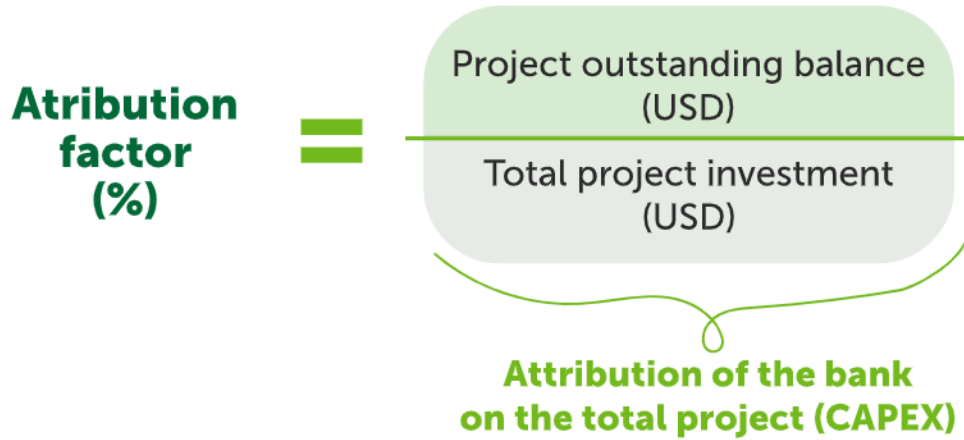 Atribution
factor
(%)
=
Project outstanding balance
(USD)
Total project investment
(USD)
Attribution of the bank
on the total project (CAPEX)